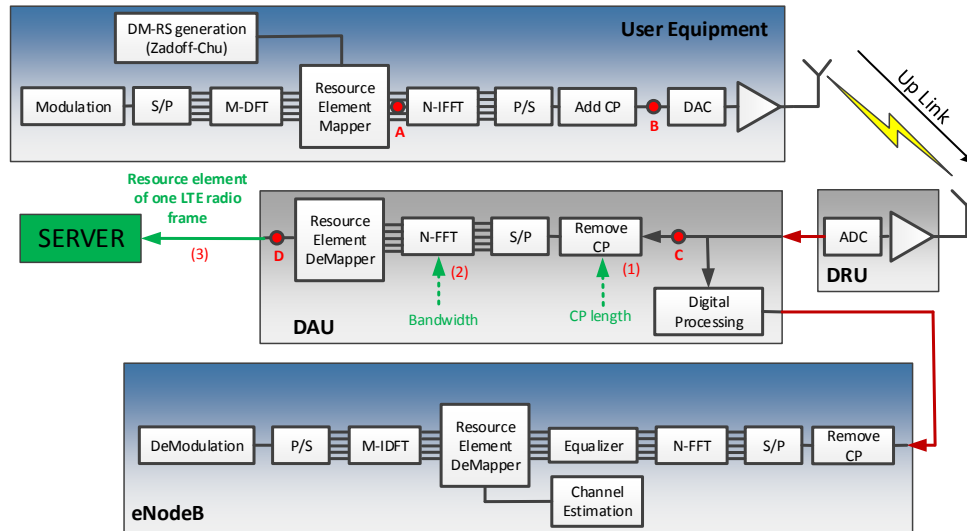 User Equipment
DM-RS generation
(Zadoff-Chu)
Modulation
S/P
M-DFT
Resource
Element
Mapper
A
N-IFFT
P/S
Add CP
B
DAC
Up Link
Resource element
of one LTE radio
frame
SERVER
(3)
D
Resource
Element
DeMapper
N-FFT
(2)
S/P
Remove
CP
(1)
C
ADC
DRU
Bandwidth
CP length
Digital
Processing
DAU
DeModulation
P/S
M-IDFT
Resource
Element
DeMapper
Equalizer
N-FFT
S/P
Remove
CP
Channel
Estimation
eNodeB